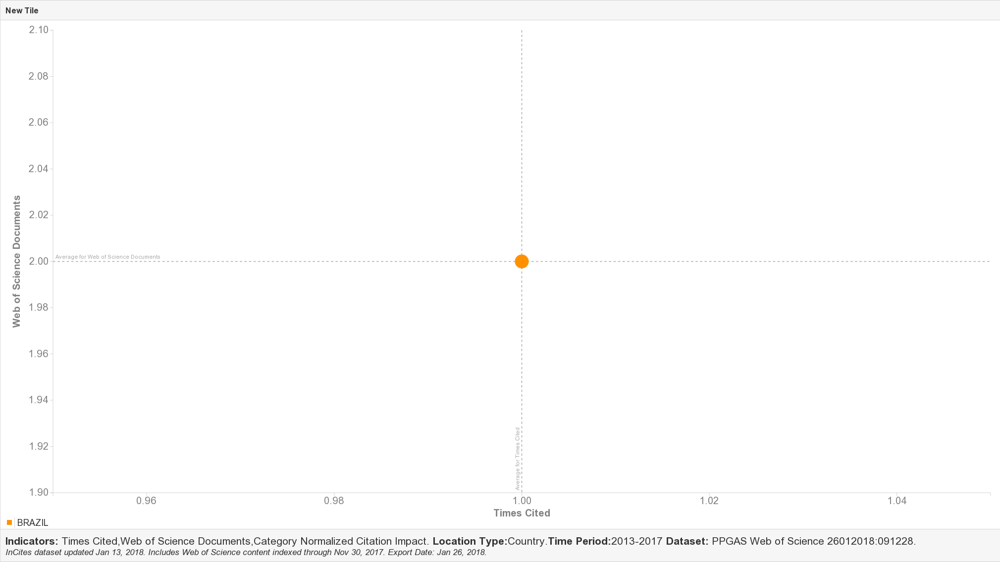 New Tile
2.10
2.08
2.06
2.04
2.02
2.00
1.98
1.96
1.94
1.92
1.90
Web of Science Documents
Average for Web of Science Documents
Average for Times Cited
0.96 0.98 1.00 1.02 1.04
Times Cited
BRAZIL
Indicators: Times Cited,Web of Science Documents,Category Normalized Citation Impact. Location Type:Country.Time Period:2013-2017 Dataset: PPGAS Web of Science 26012018:091228.
InCites dataset updated Jan 13, 2018. Includes Web of Science content indexed through Nov 30, 2017. Export Date: Jan 26, 2018.